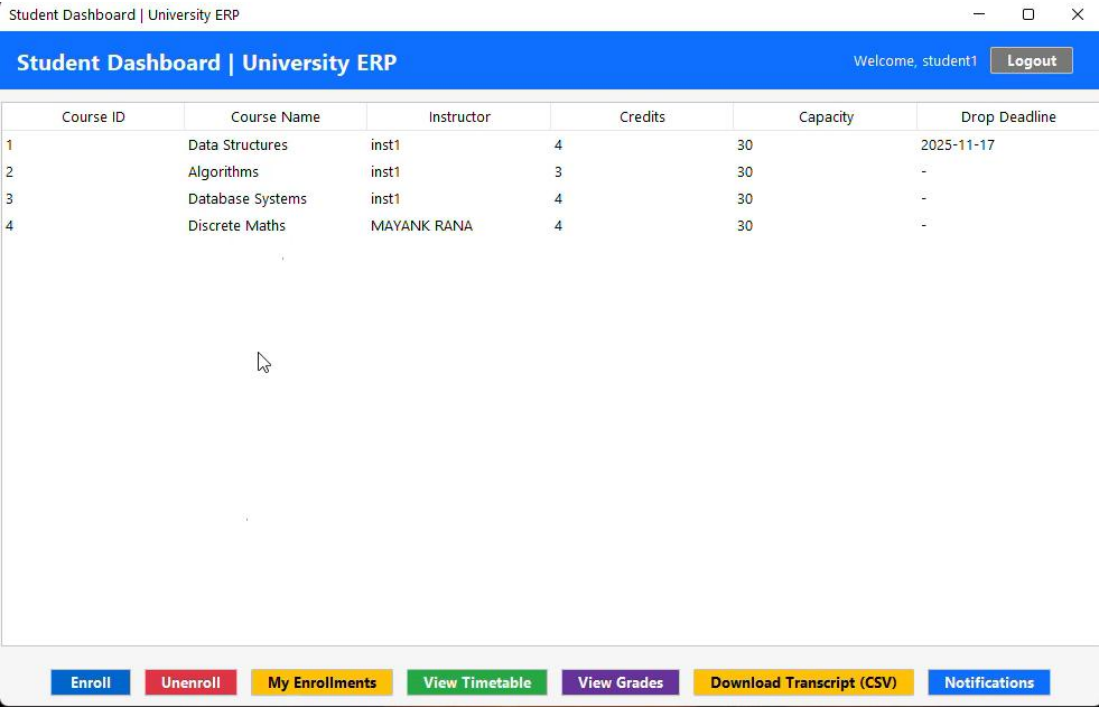 Student Dashboard | University ERP
Student Dashboard | University ERP Welcome, student1 Logout
Course ID Course Name Instructor Credits Capacity Drop Deadline
1 Data Structures inst1 4 30 2025-11-17
2 Algorithms inst1 3 30 -
3 Database Systems inst1 4 30 -
4 Discrete Maths MAYANK RANA 4 30 -
Enroll Unenroll My Enrollments View Timetable View Grades Download Transcript (CSV) Notifications